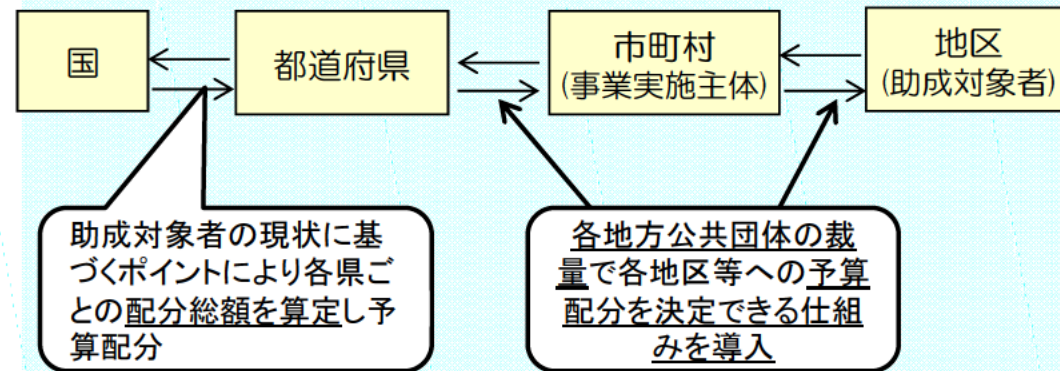 国
都道府県
市町村
(事業実施主体)
地区
(助成対象者)
助成対象者の現状に基
づくポイントにより各県ご
との配分総額を算定し予
算配分
各地方公共団体の裁
量で各地区等への予算
配分を決定できる仕組
みを導入